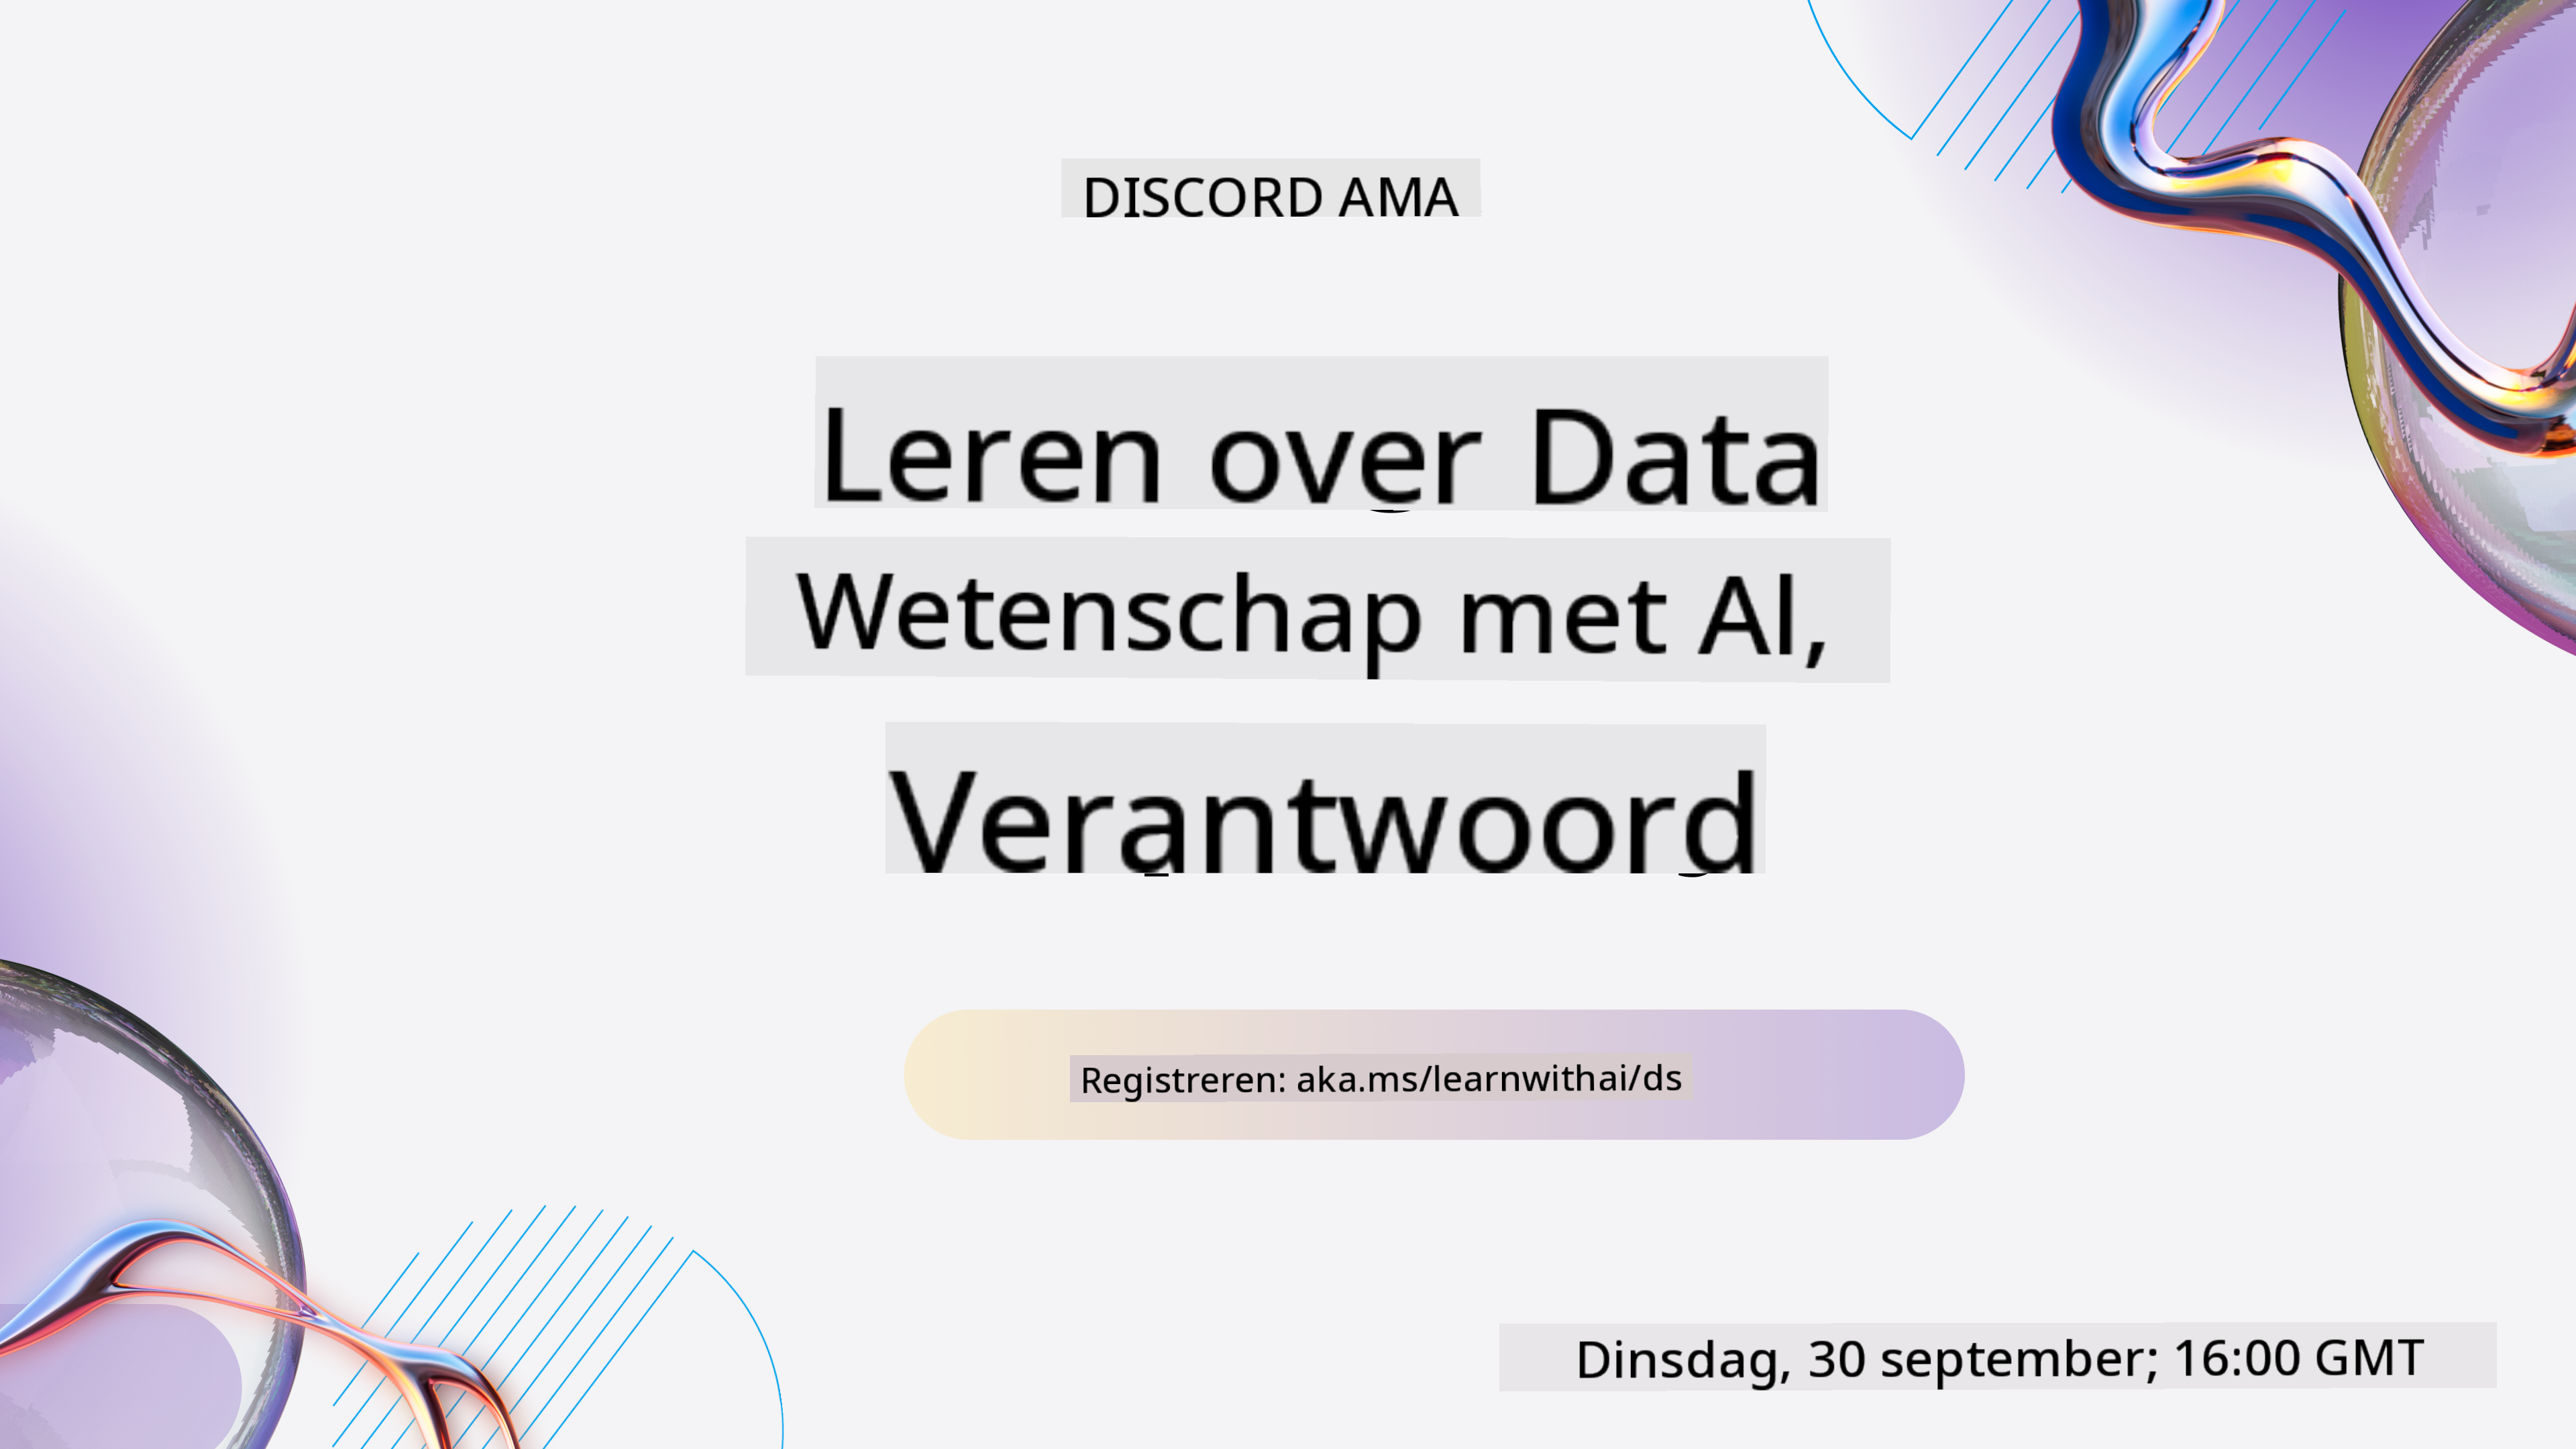 DISCORD AMA
Leren over Data
Wetenschap met AI,
Verantwoord
Registreren: aka.ms/learnwithai/ds
Dinsdag, 30 september; 16:00 GMT